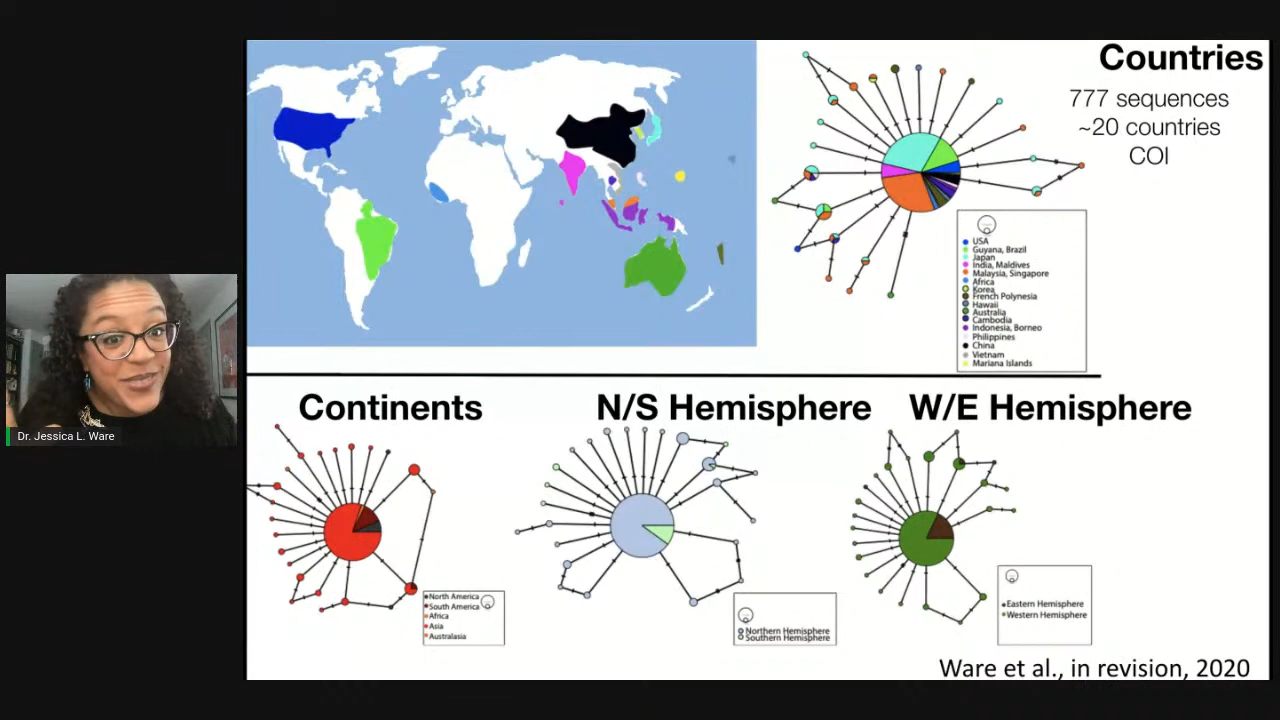 Countries
777 sequences
~20 countries
COI
USA
Guyana, Brazil
Japan
India, Maldives
Malaysia, Singapore
Africa
Korea
French Polynesia
Hawaii
Australia
Cambodia
Indonesia, Borneo
Philippines
China
Vietnam
Mariana Islands
Dr. Jessica L. Ware
Continents
N/S Hemisphere
W/E Hemisphere
North America
South America
Africa
Asia
Australasia
Northern Hemisphere
Southern Hemisphere
Eastern Hemisphere
Western Hemisphere
Ware et al., in revision, 2020